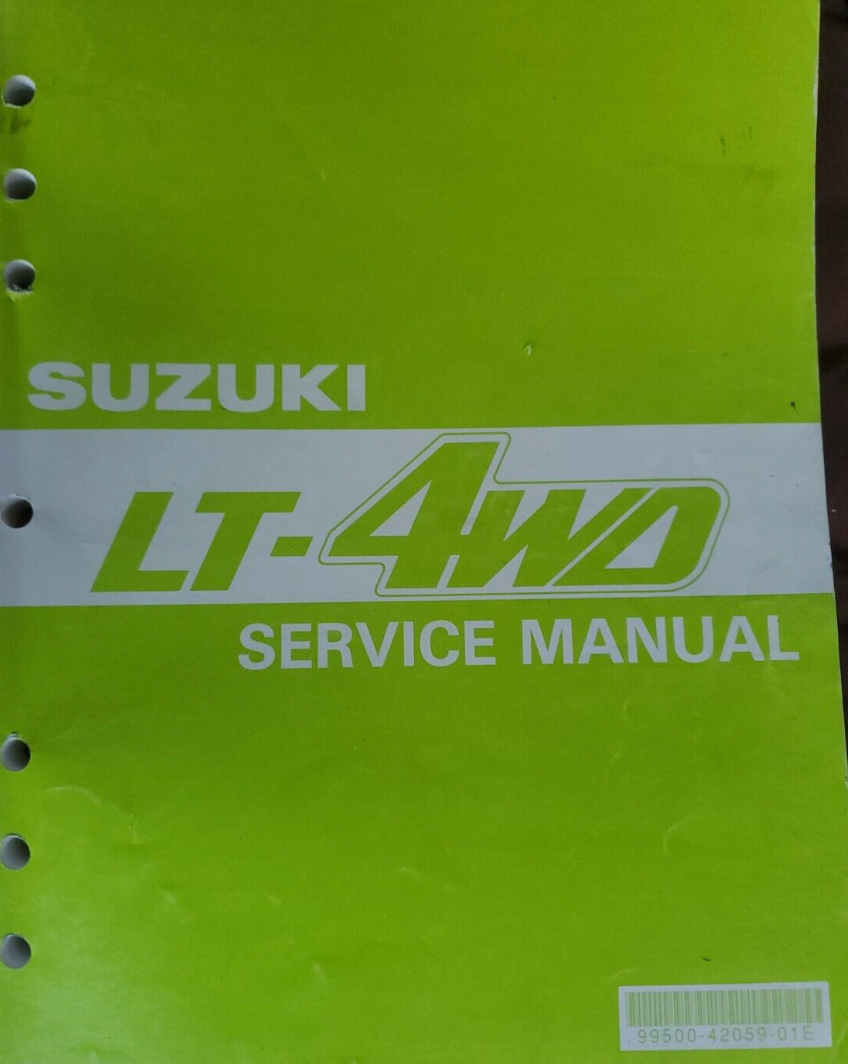 SUZUKI
LT-4WD
SERVICE MANUAL
99500-42059-01E